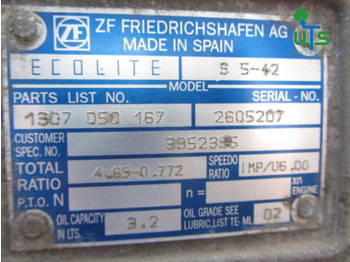 UTS
ZF FRIEDRICHSHAFEN AG
MADE IN SPAIN
ECOLITE S 5-42
MODEL
PARTS LIST NO. SERIAL-NO.
1307 050 167 2605207
CUSTOMER SPEC. NO.
TOTAL RATIO 4.65-0.772 SPEEDO RATIO IMP/U6.00
P.T.O. N n= xn ENGINE
OIL CAPACITY IN LTS. 3.2 OIL GRADE SEE LUBRIC.LIST TE-ML 02